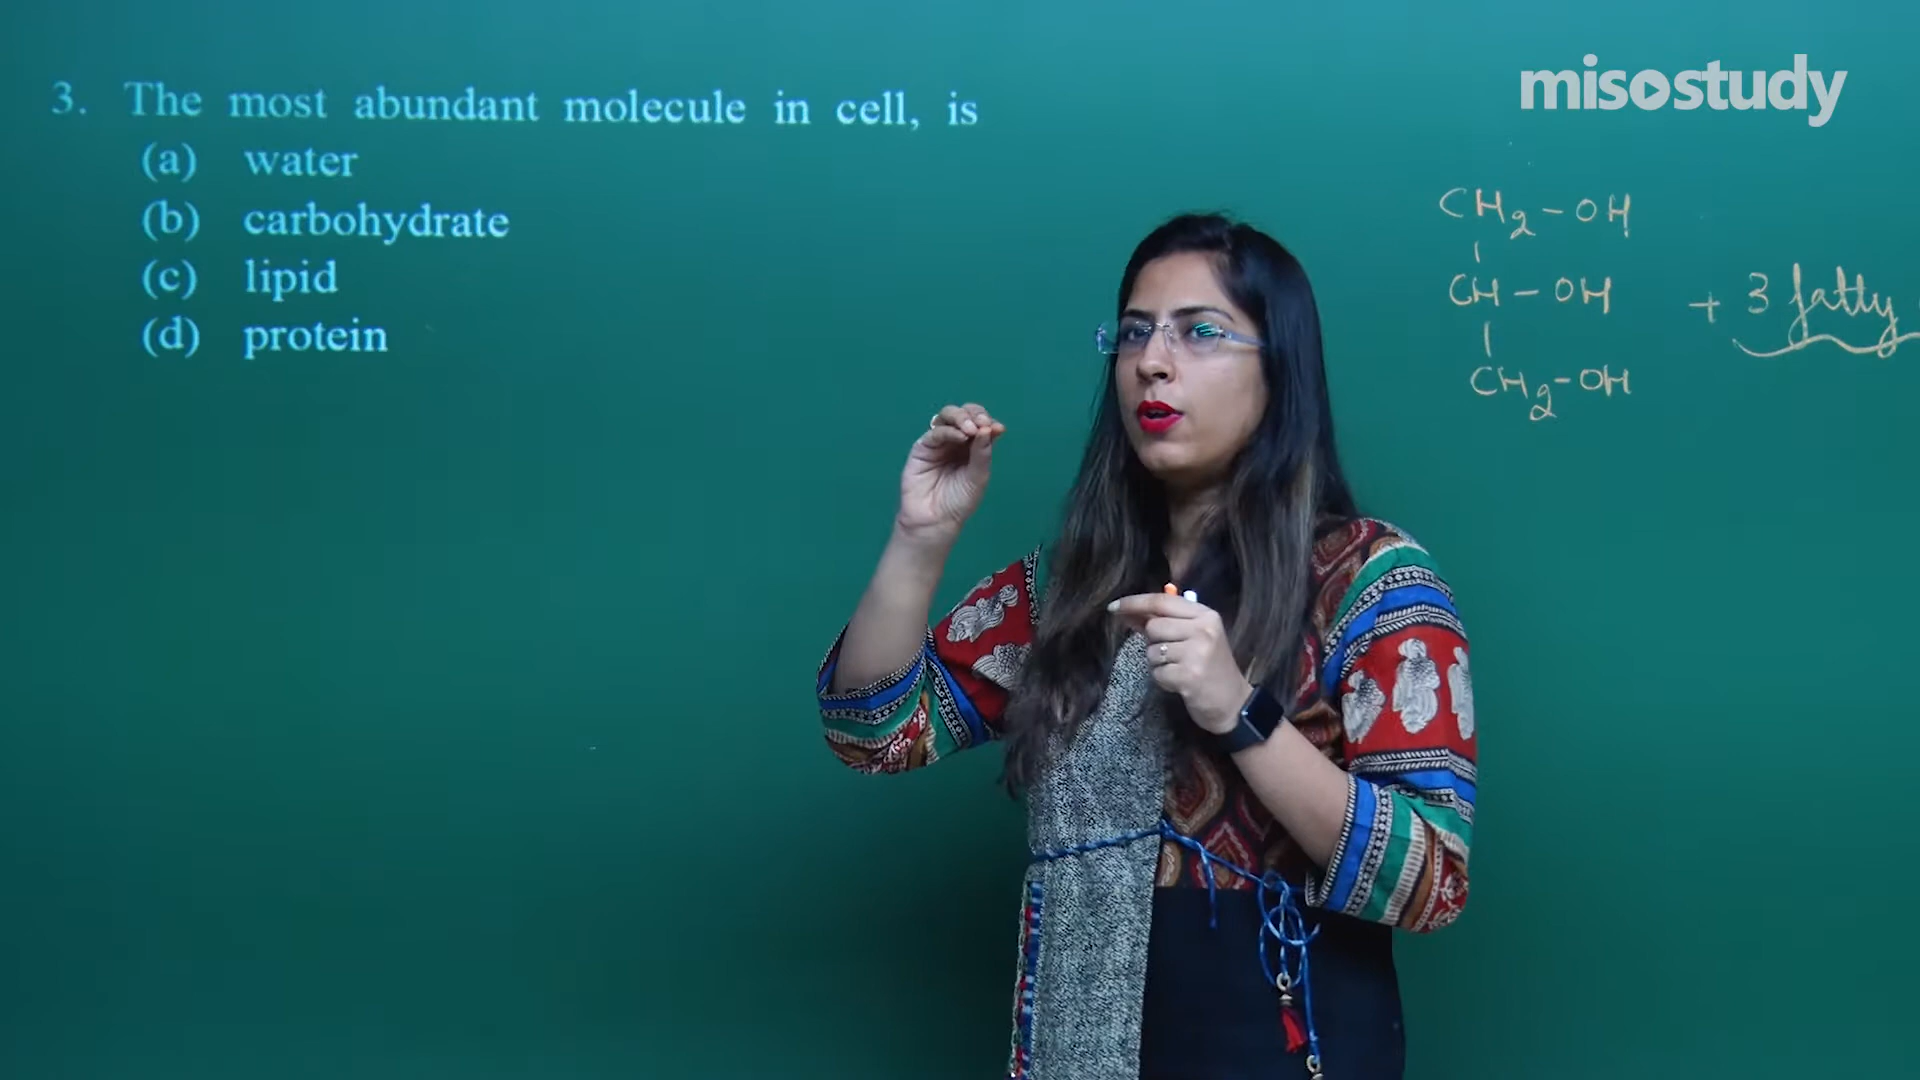 misostudy
3. The most abundant molecule in cell, is
(a) water
(b) carbohydrate
(c) lipid
(d) protein
CH2-OH
CH-OH + 3 fatty
CH2-OH